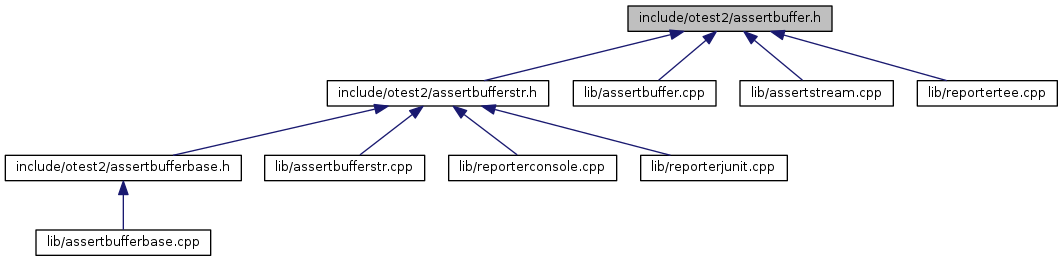 include/otest2/assertbuffer.h
include/otest2/assertbufferstr.h
lib/assertbuffer.cpp
lib/assertstream.cpp
lib/reportertee.cpp
include/otest2/assertbufferbase.h
lib/assertbufferstr.cpp
lib/reporterconsole.cpp
lib/reporterjunit.cpp
lib/assertbufferbase.cpp